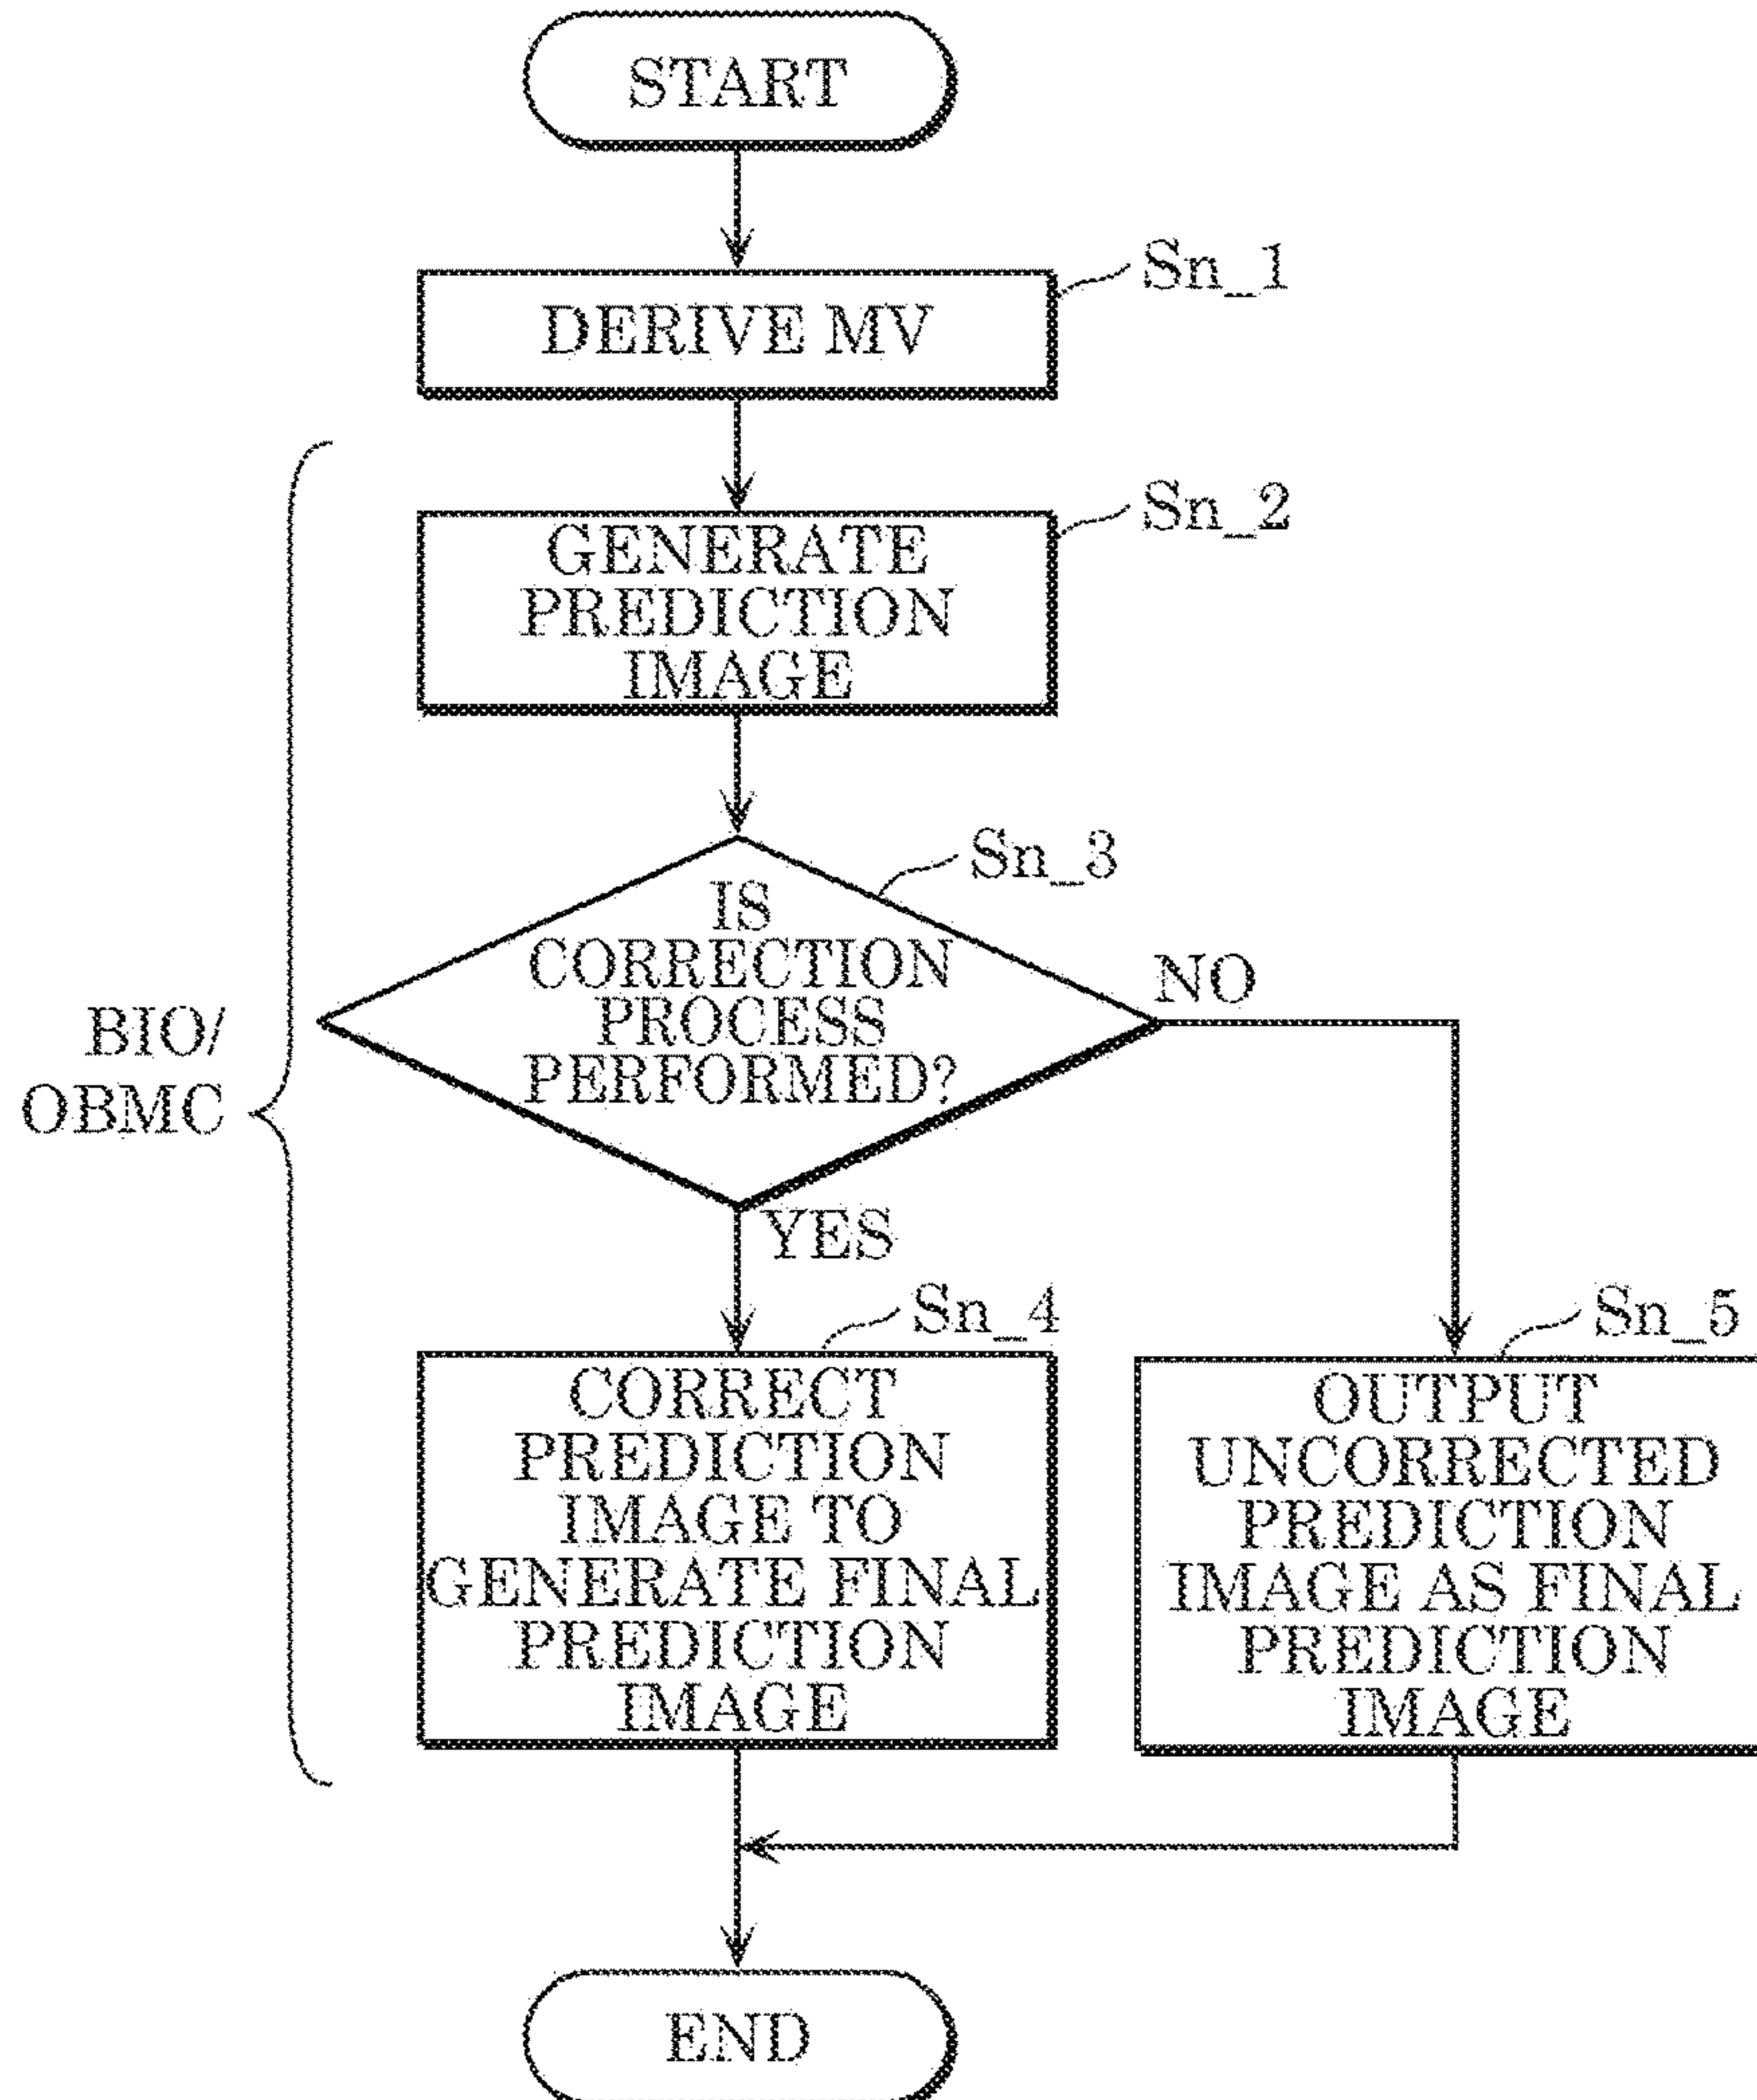 START
Sn_1
DERIVE MV
Sn_2
GENERATE
PREDICTION
IMAGE
Sn_3
IS
CORRECTION
PROCESS
PERFORMED?
NO
BIO/
OBMC
YES
Sn_4
CORRECT
PREDICTION
IMAGE TO
GENERATE FINAL
PREDICTION
IMAGE
Sn_5
OUTPUT
UNCORRECTED
PREDICTION
IMAGE AS FINAL
PREDICTION
IMAGE
END